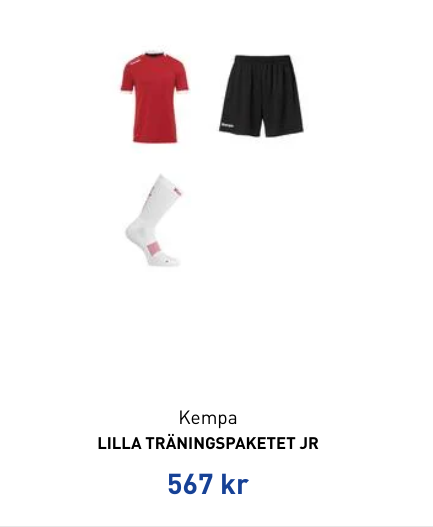 Kempa
LILLA TRÄNINGSPAKETET JR
567 kr